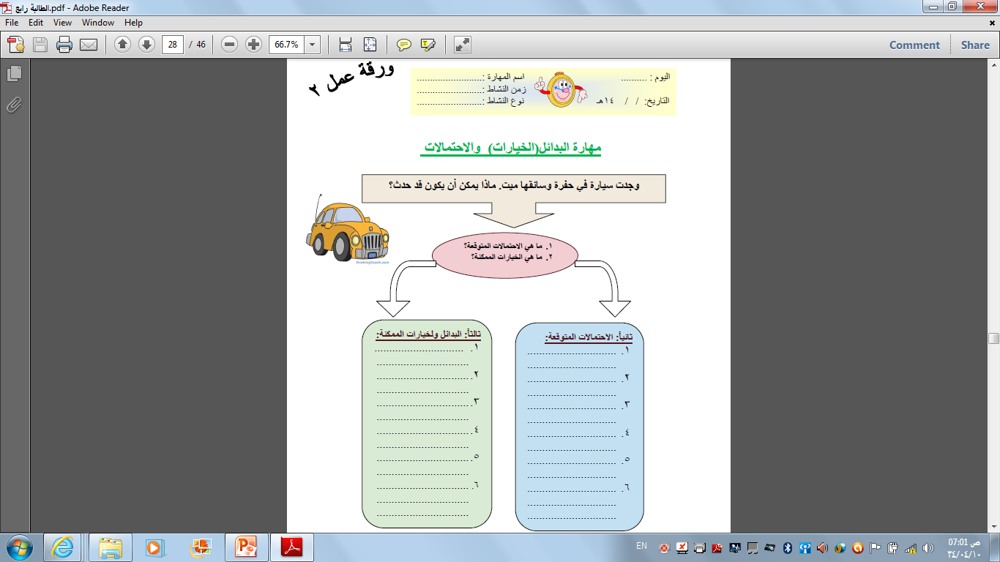 الطالبة رابع.pdf - Adobe Reader
File Edit View Window Help
28 / 46 66.7% Comment Share
ورقة عمل ٢
اليوم : .......... اسم المهارة :.........................
زمن النشاط :.........................
التاريخ: / / ١٤هـ نوع النشاط :.........................
مهارة البدائل(الخيارات) والاحتمالات
وجدت سيارة في حفرة وسائقها ميت. ماذا يمكن أن يكون قد حدث؟
١. ما هي الاحتمالات المتوقعة؟
٢. ما هي الخيارات الممكنة؟
DrawingCoach.com
ثانياً: الاحتمالات المتوقعة:
١. ..............................
..............................
٢. ..............................
..............................
٣. ..............................
..............................
٤. ..............................
..............................
٥. ..............................
..............................
٦. ..............................
..............................
..............................
ثالثاً: البدائل ولخيارات الممكنة:
١. ..............................
..............................
٢. ..............................
..............................
٣. ..............................
..............................
٤. ..............................
..............................
٥. ..............................
..............................
٦. ..............................
..............................
..............................
EN
07:01 ص
٣٤/٠٤/١٠